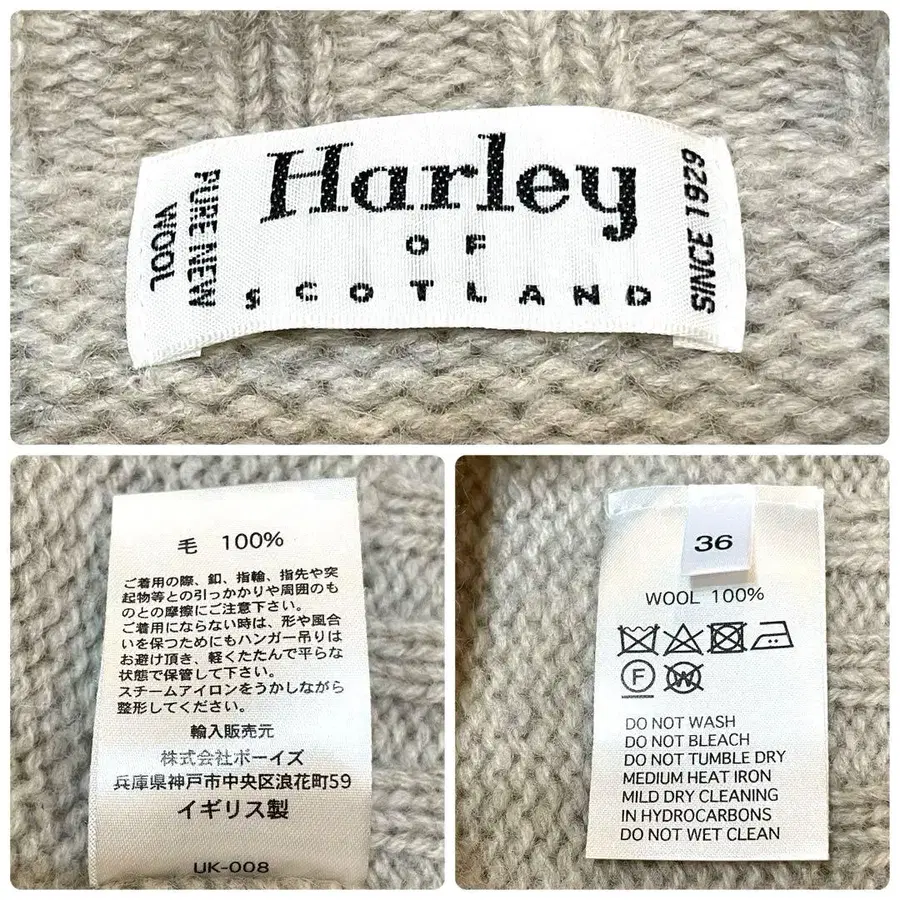 Harley
OF
SCOTLAND
PURE NEW
WOOL
SINCE 1929
毛 100%
ご着用の際、釦、指輪、指先や突
起物等との引っかかりや周囲のも
のとの摩擦にご注意下さい。
ご着用にならない時は、形や風合
いを保つためにもハンガー吊りは
お避け頂き、軽くたたんで平らな
状態で保管して下さい。
スチームアイロンをうかしながら
整形してください。
輸入販売元
株式会社ボーイズ
兵庫県神戸市中央区浪花町59
イギリス製
UK-008
36
WOOL 100%
F
W
DO NOT WASH
DO NOT BLEACH
DO NOT TUMBLE DRY
MEDIUM HEAT IRON
MILD DRY CLEANING
IN HYDROCARBONS
DO NOT WET CLEAN